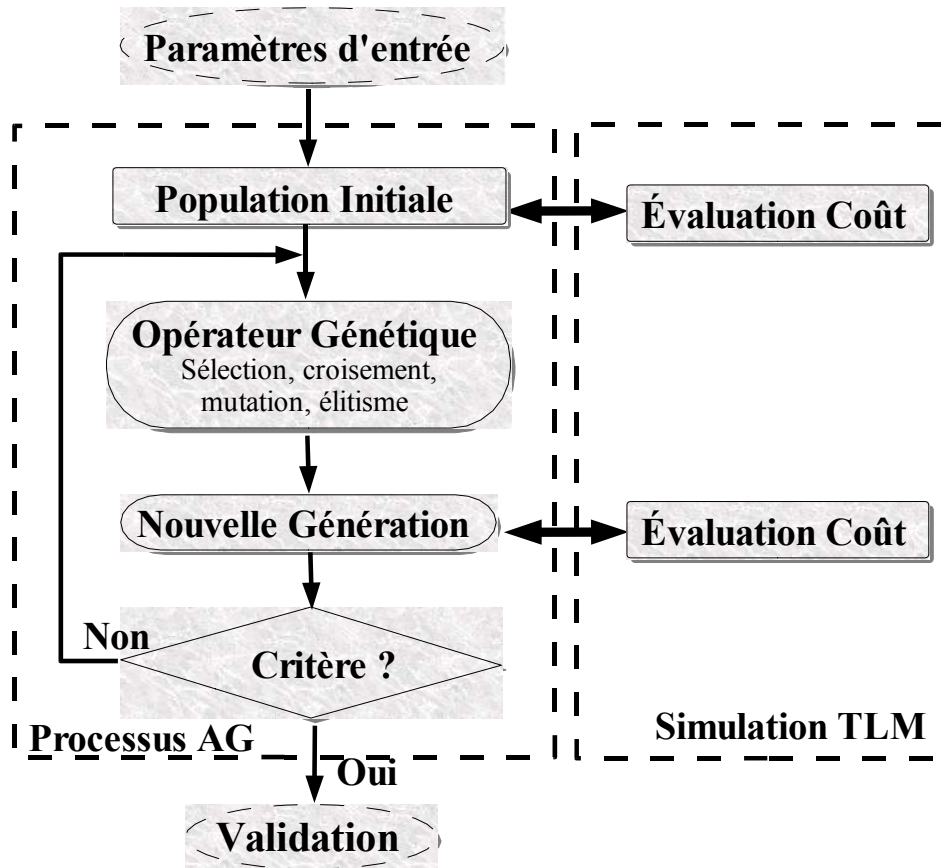 Paramètres d'entrée
Population Initiale
Évaluation Coût
Opérateur Génétique
Sélection, croisement,
mutation, élitisme
Nouvelle Génération
Évaluation Coût
Non
Critère ?
Processus AG
Simulation TLM
Oui
Validation